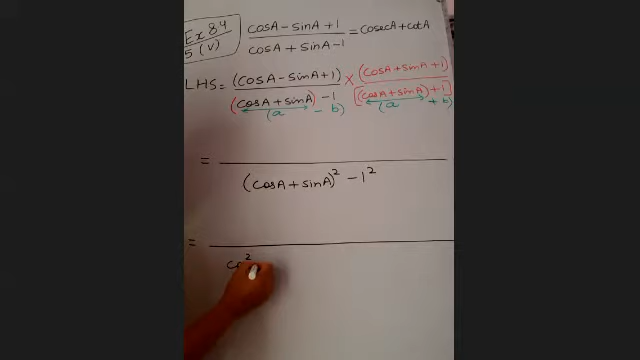 Ex 8.4
5 (V)
cosA - sinA + 1 / cosA + sinA - 1 = cosecA + cotA
LHS = (cosA - sinA + 1) / (cosA + sinA) - 1 × (cosA + sinA + 1) / [(cosA + sinA) + 1]
(a - b) (a + b)
=
(cosA + sinA)² - 1²
=
co²